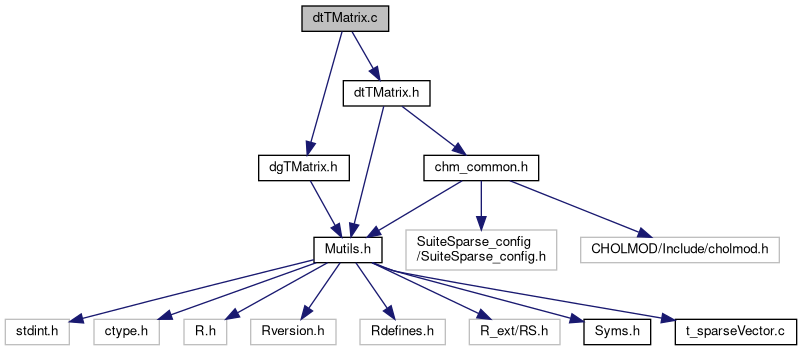 dtTMatrix.c
dtTMatrix.h
dgTMatrix.h
chm_common.h
Mutils.h
SuiteSparse_config
/SuiteSparse_config.h
CHOLMOD/Include/cholmod.h
stdint.h
ctype.h
R.h
Rversion.h
Rdefines.h
R_ext/RS.h
Syms.h
t_sparseVector.c